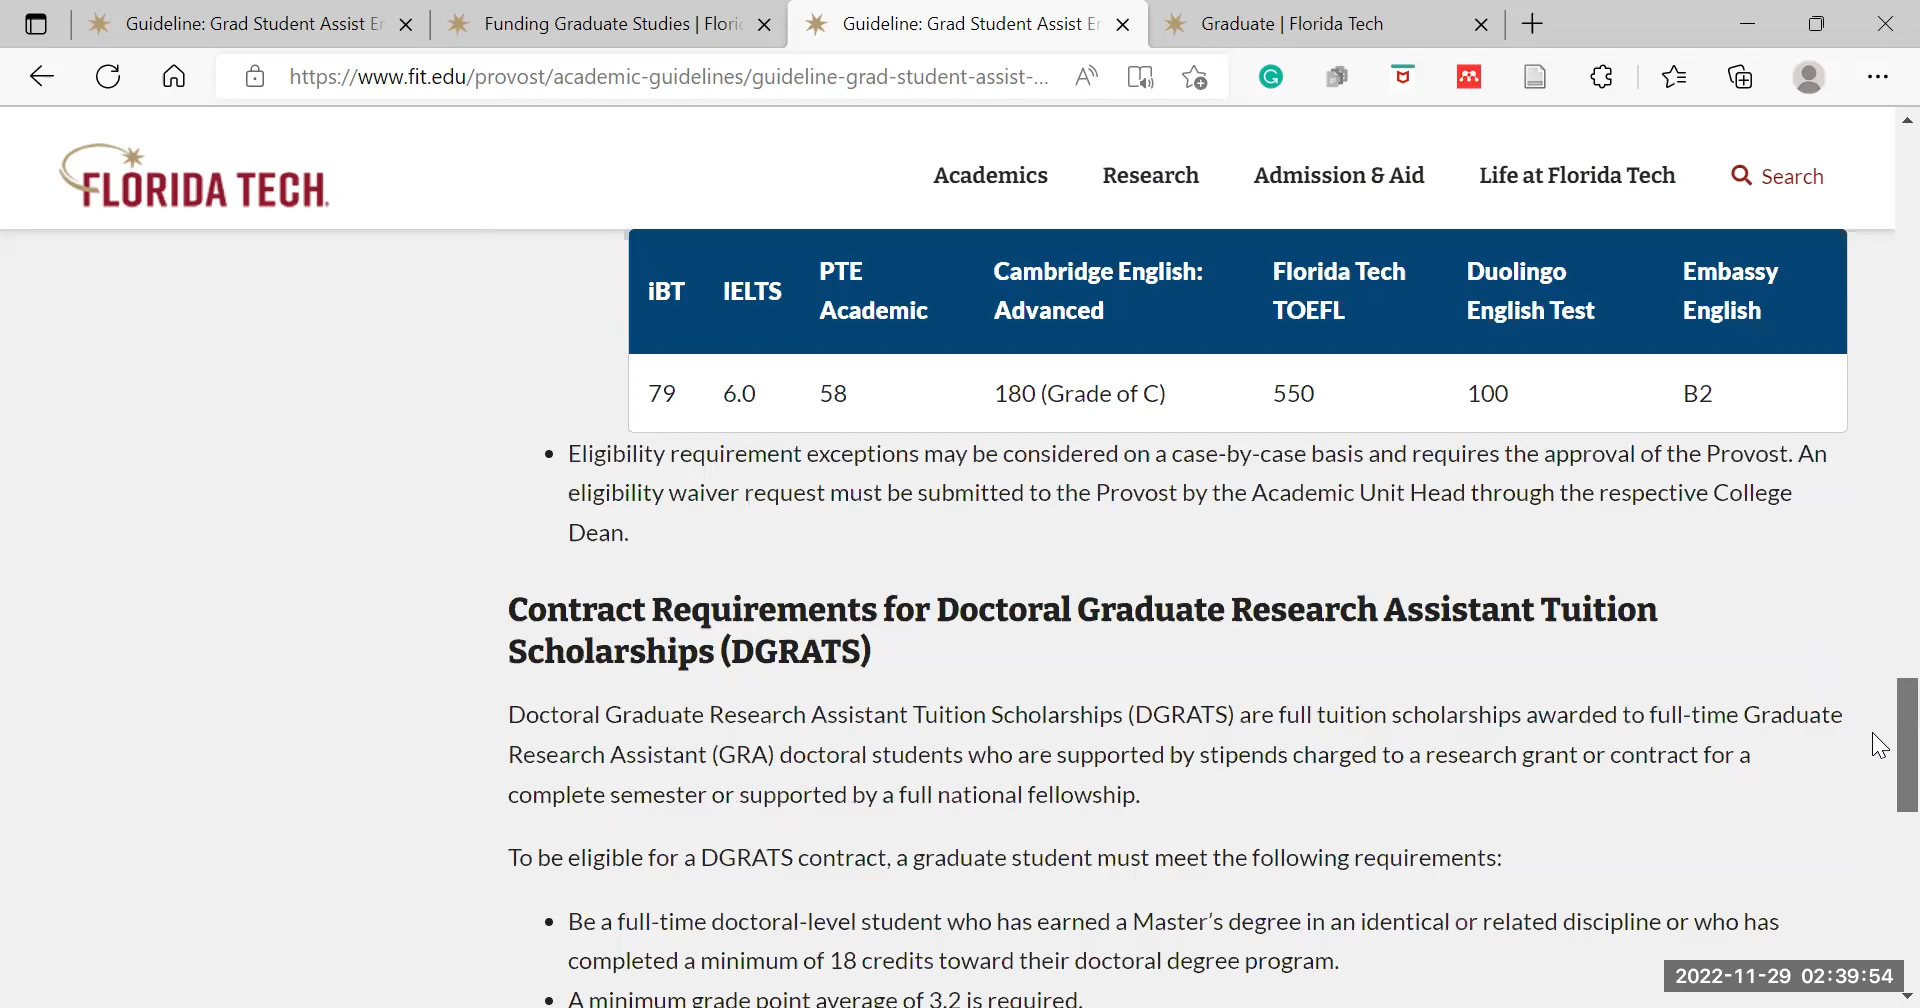 Guideline: Grad Student Assist Er
Funding Graduate Studies | Flori
Guideline: Grad Student Assist Er
Graduate | Florida Tech
https://www.fit.edu/provost/academic-guidelines/guideline-grad-student-assist-...
FLORIDA TECH
Academics
Research
Admission & Aid
Life at Florida Tech
Search
iBT IELTS PTE Academic Cambridge English: Advanced Florida Tech TOEFL Duolingo English Test Embassy English
79 6.0 58 180 (Grade of C) 550 100 B2
• Eligibility requirement exceptions may be considered on a case-by-case basis and requires the approval of the Provost. An
eligibility waiver request must be submitted to the Provost by the Academic Unit Head through the respective College
Dean.
Contract Requirements for Doctoral Graduate Research Assistant Tuition
Scholarships (DGRATS)
Doctoral Graduate Research Assistant Tuition Scholarships (DGRATS) are full tuition scholarships awarded to full-time Graduate
Research Assistant (GRA) doctoral students who are supported by stipends charged to a research grant or contract for a
complete semester or supported by a full national fellowship.
To be eligible for a DGRATS contract, a graduate student must meet the following requirements:
• Be a full-time doctoral-level student who has earned a Master's degree in an identical or related discipline or who has
completed a minimum of 18 credits toward their doctoral degree program.
• A minimum grade point average of 3.2 is required.
2022-11-29 02:39:54